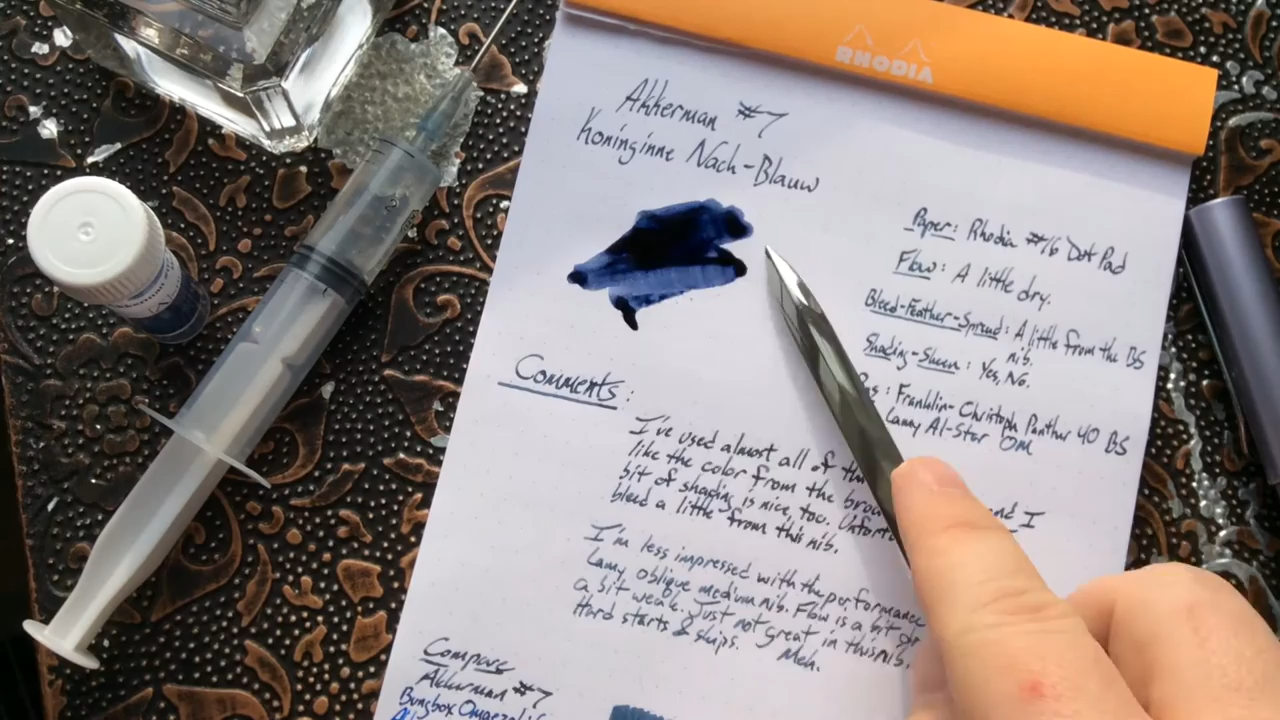 RHODIA
Akkerman #7
Koninginne Nach-Blauw
Paper: Rhodia #16 Dot Pad
Flow: A little dry.
Bleed-Feather-Spread: A little from the BS
nib.
Shading-Sheen: Yes, No.
: Franklin-Christoph Panther 40 BS
Lamy Al-Star OM
Comments:
I've used almost all of
like the color from the and I
bit of shading is nice, too.
bleed a little from this nib.
I'm less impressed with the performance
Lamy oblique medium nib. Flow is a bit
a bit weak. Just not great in this nib.
Hard starts & skips. Meh.
Compare
Akkerman #7
Bungbox